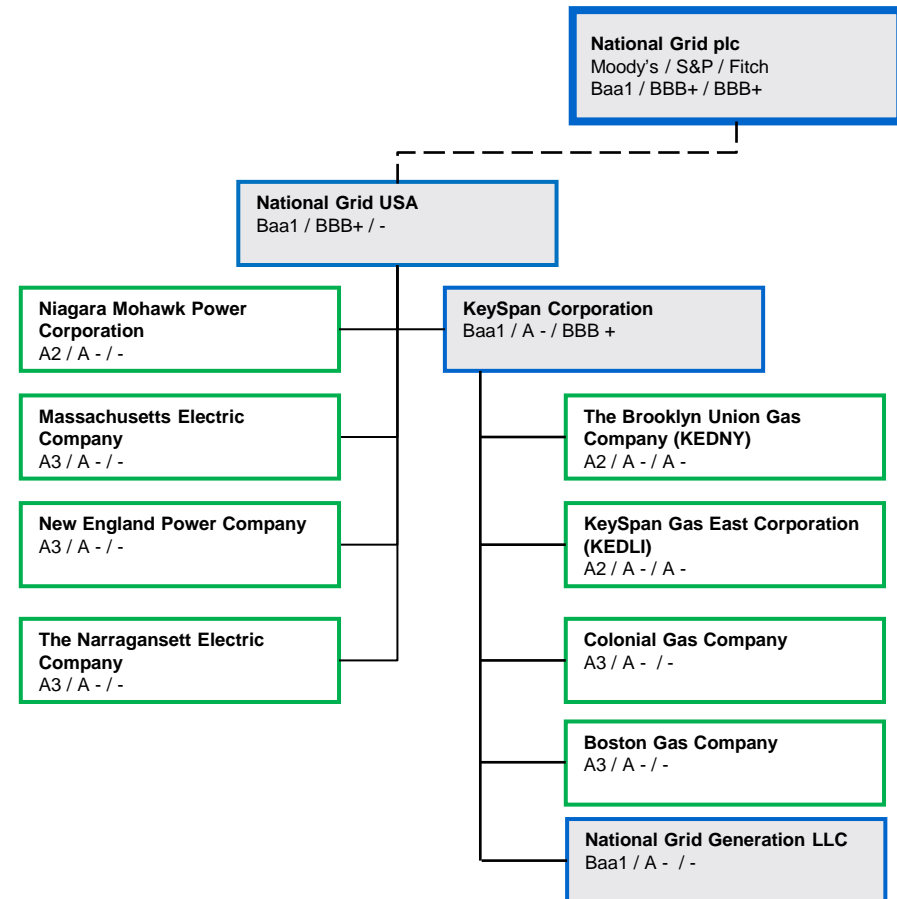 National Grid plc
Moody's / S&P / Fitch
Baa1 / BBB+ / BBB+
National Grid USA
Baa1 / BBB+ / -
Niagara Mohawk Power
Corporation
A2 / A - / -
KeySpan Corporation
Baa1 / A - / BBB +
Massachusetts Electric
Company
A3 / A - / -
The Brooklyn Union Gas
Company (KEDNY)
A2 / A - / A -
New England Power Company
A3 / A - / -
KeySpan Gas East Corporation
(KEDLI)
A2 / A - / A -
The Narragansett Electric
Company
A3 / A - / -
Colonial Gas Company
A3 / A - / -
Boston Gas Company
A3 / A - / -
National Grid Generation LLC
Baa1 / A - / -